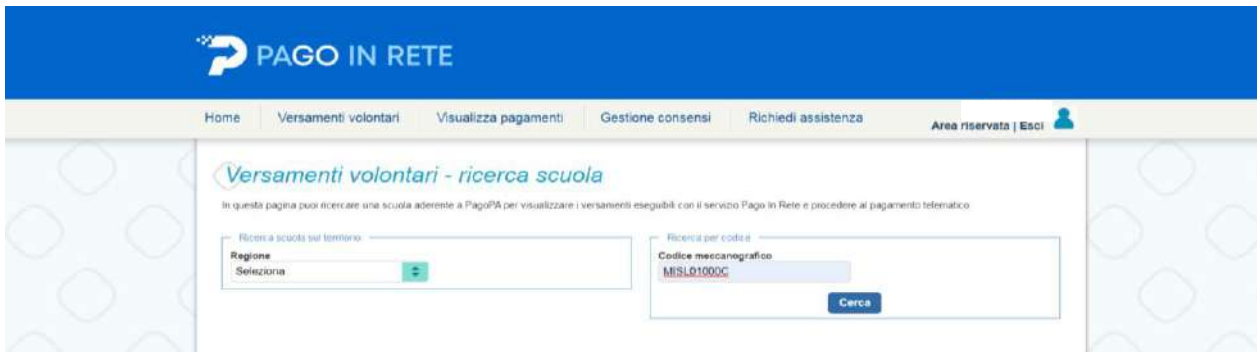 PAGO IN RETE
Home Versamenti volontari Visualizza pagamenti Gestione consensi Richiedi assistenza Area riservata | Esci
Versamenti volontari - ricerca scuola
In questa pagina puoi ricercare una scuola aderente a PagoPA per visualizzare i versamenti eseguibili con il servizio Pago In Rete e procedere al pagamento telematico
Ricerca scuola sul territorio
Regione
Seleziona
Ricerca per codice
Codice meccanografico
MISL01000C
Cerca